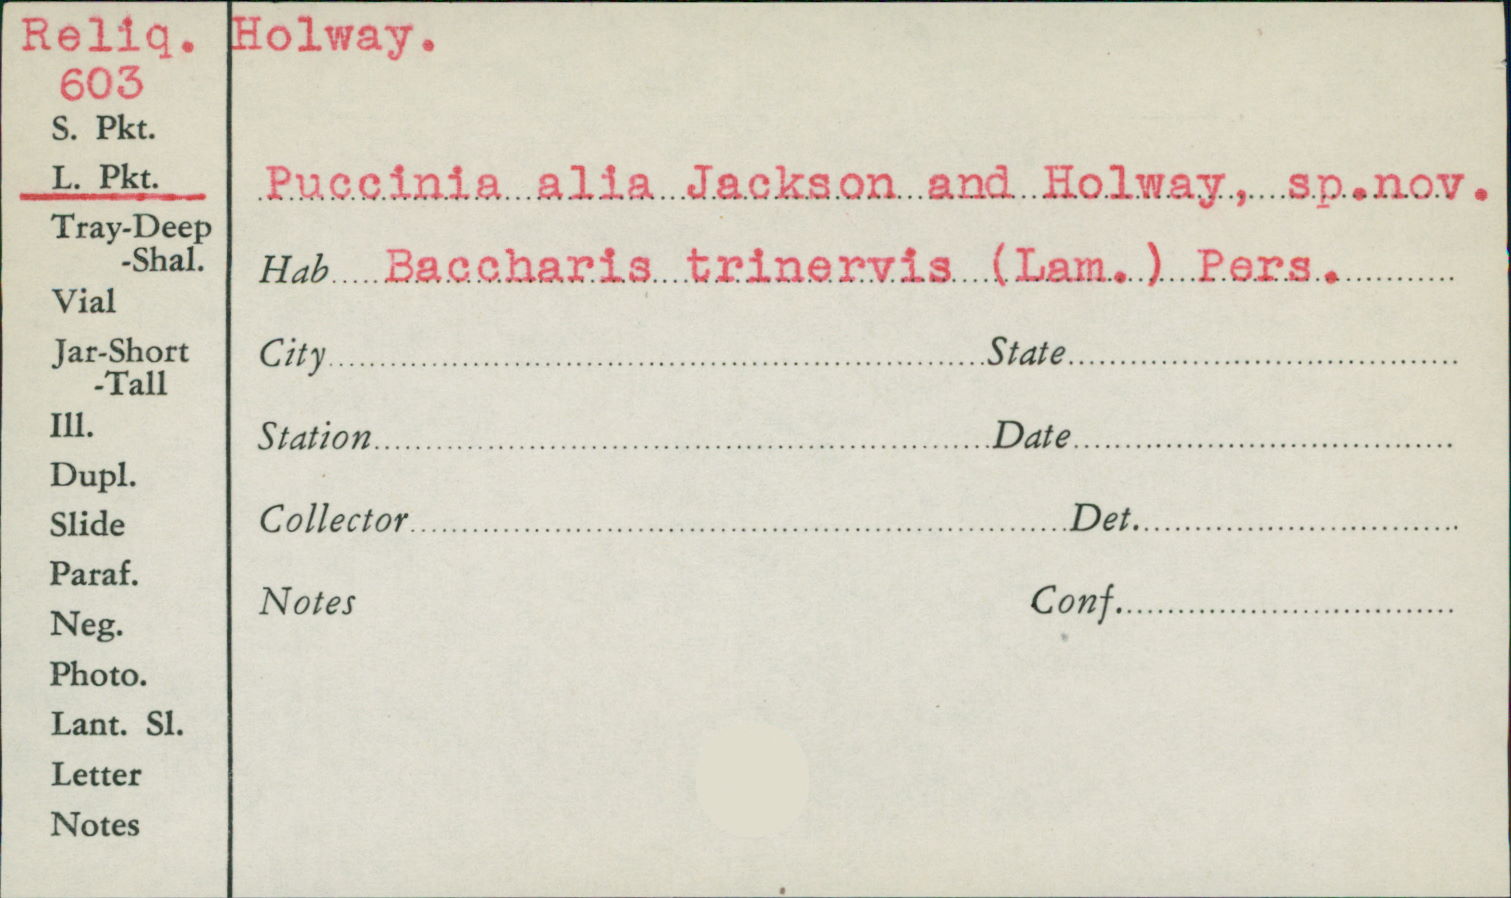 Reliq. Holway.
603
S. Pkt.
L. Pkt.
Puccinia alia Jackson and Holway, sp.nov.
Tray-Deep
-Shal.
Hab Baccharis trinervis (Lam.) Pers.
Vial
Jar-Short
-Tall
City State
Ill.
Station Date
Dupl.
Slide
Collector Det.
Paraf.
Neg.
Notes Conf.
Photo.
Lant. Sl.
Letter
Notes